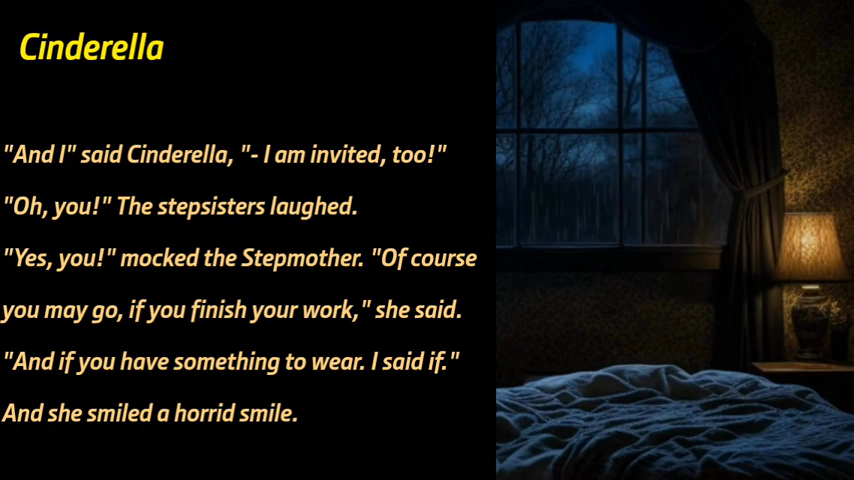 Cinderella
"And I" said Cinderella, "- I am invited, too!"
"Oh, you!" The stepsisters laughed.
"Yes, you!" mocked the Stepmother. "Of course
you may go, if you finish your work," she said.
"And if you have something to wear. I said if."
And she smiled a horrid smile.